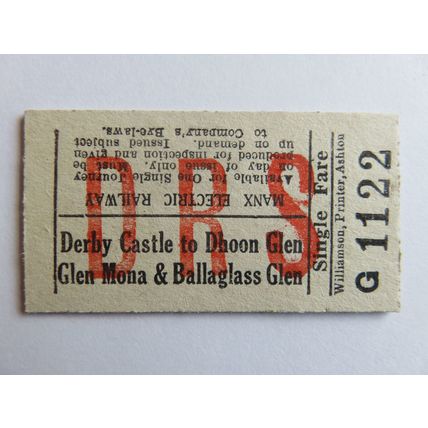 MANX ELECTRIC RAILWAY
Available for One Single Journey
on day of issue only. Must be
produced for inspection and given
up on demand. Issued subject
to Company's Bye-laws.
DRS
Derby Castle to Dhoon Glen
Glen Mona & Ballaglass Glen
Single Fare
Williamson, Printer, Ashton
G 1122